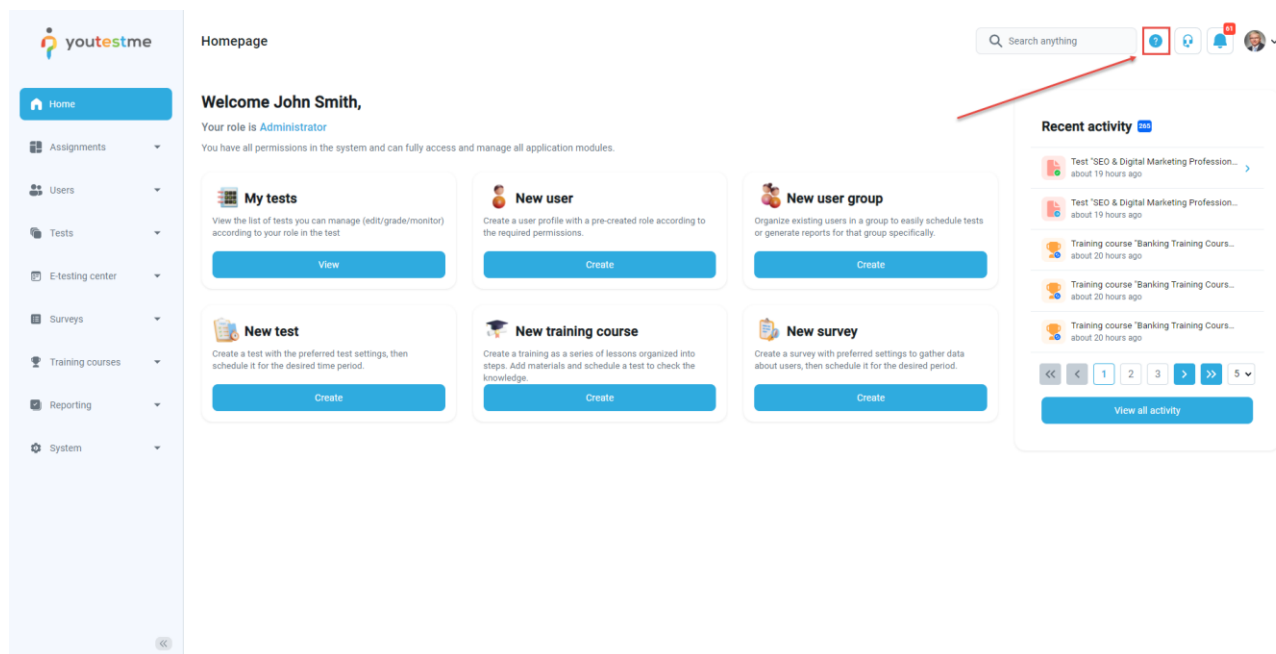 youtestme
Homepage
Search anything
?
61
Home
Assignments
Users
Tests
E-testing center
Surveys
Training courses
Reporting
System
Welcome John Smith,
Your role is Administrator
You have all permissions in the system and can fully access and manage all application modules.
My tests
View the list of tests you can manage (edit/grade/monitor)
according to your role in the test
View
New user
Create a user profile with a pre-created role according to
the required permissions.
Create
New user group
Organize existing users in a group to easily schedule tests
or generate reports for that group specifically.
Create
New test
Create a test with the preferred test settings, then
schedule it for the desired time period.
Create
New training course
Create a training as a series of lessons organized into
steps. Add materials and schedule a test to check the
knowledge.
Create
New survey
Create a survey with preferred settings to gather data
about users, then schedule it for the desired period.
Create
Recent activity 265
Test "SEO & Digital Marketing Profession...
about 19 hours ago
Test "SEO & Digital Marketing Profession...
about 19 hours ago
Training course "Banking Training Cours...
about 20 hours ago
Training course "Banking Training Cours...
about 20 hours ago
Training course "Banking Training Cours...
about 20 hours ago
1 2 3 5
View all activity